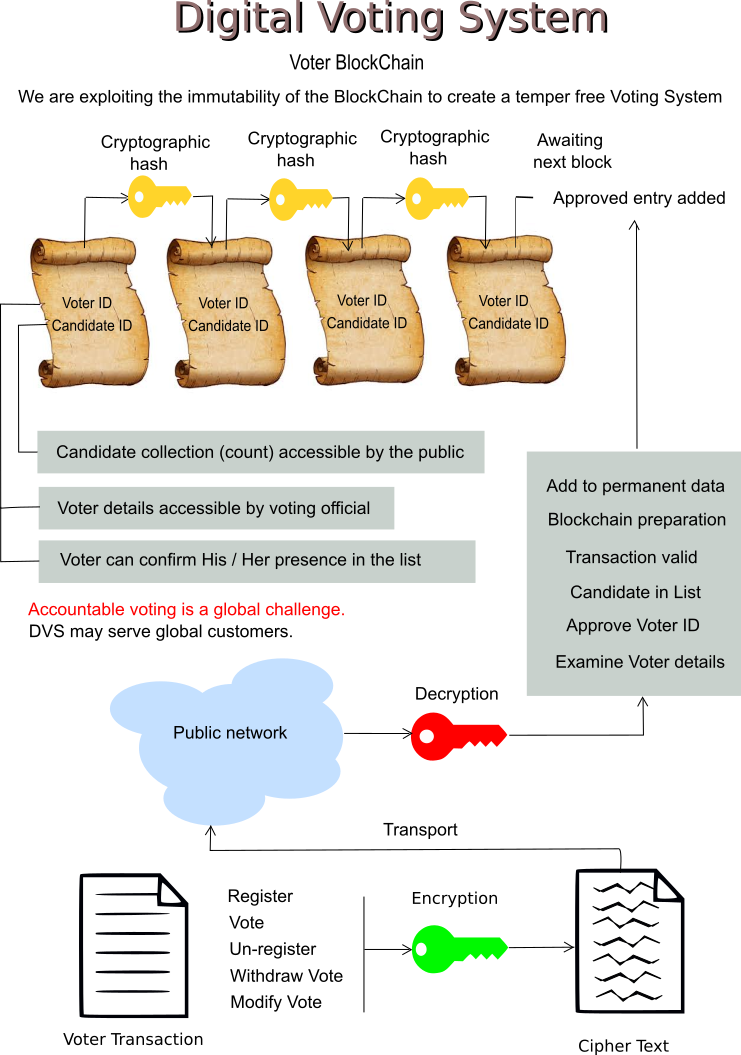 Digital Voting System
Voter BlockChain
We are exploiting the immutability of the BlockChain to create a temper free Voting System
Cryptographic
hash
Cryptographic
hash
Cryptographic
hash
Awaiting
next block
Approved entry added
Voter ID
Candidate ID
Voter ID
Candidate ID
Voter ID
Candidate ID
Voter ID
Candidate ID
Candidate collection (count) accessible by the public
Voter details accessible by voting official
Voter can confirm His / Her presence in the list
Accountable voting is a global challenge.
DVS may serve global customers.
Add to permanent data
Blockchain preparation
Transaction valid
Candidate in List
Approve Voter ID
Examine Voter details
Public network
Decryption
Transport
Register
Vote
Un-register
Withdraw Vote
Modify Vote
Encryption
Voter Transaction
Cipher Text